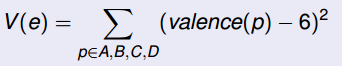 V(e) = ∑ (valence(p) − 6)²
p∈A,B,C,D